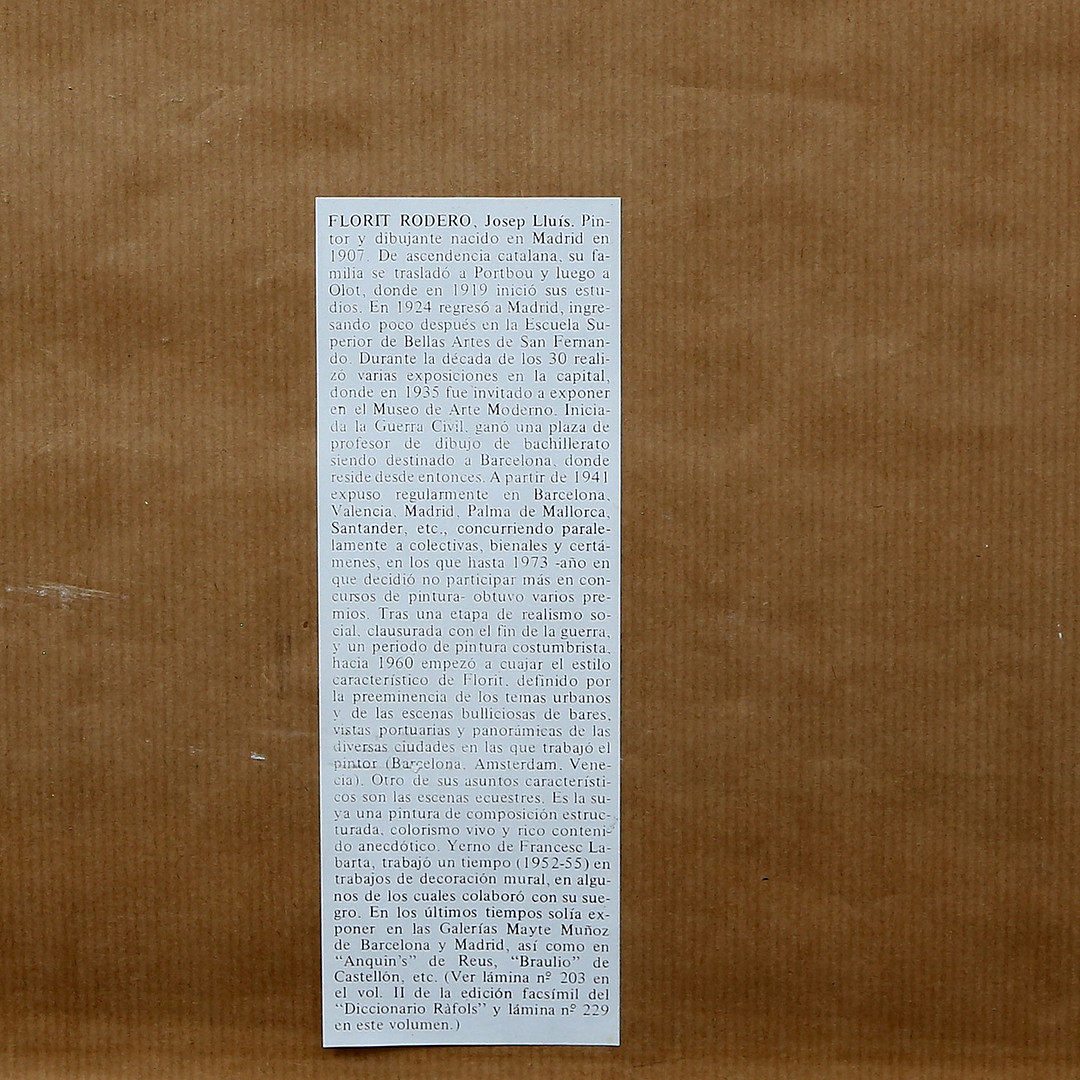 FLORIT RODERO, Josep Lluís. Pin-
tor y dibujante nacido en Madrid en
1907. De ascendencia catalana, su fa-
milia se trasladó a Portbou y luego a
Olot, donde en 1919 inició sus estu-
dios. En 1924 regresó a Madrid, ingre-
sando poco después en la Escuela Su-
perior de Bellas Artes de San Fernan-
do. Durante la década de los 30 reali-
zó varias exposiciones en la capital,
donde en 1935 fue invitado a exponer
en el Museo de Arte Moderno. Inicia-
da la Guerra Civil, ganó una plaza de
profesor de dibujo de bachillerato
siendo destinado a Barcelona, donde
reside desde entonces. A partir de 1941
expuso regularmente en Barcelona,
Valencia, Madrid, Palma de Mallorca,
Santander, etc., concurriendo parale-
lamente a colectivas, bienales y certá-
menes, en los que hasta 1973 -año en
que decidió no participar más en con-
cursos de pintura- obtuvo varios pre-
mios. Tras una etapa de realismo so-
cial, clausurada con el fin de la guerra,
y un periodo de pintura costumbrista,
hacia 1960 empezó a cuajar el estilo
característico de Florit, definido por
la preeminencia de los temas urbanos
y de las escenas bulliciosas de bares,
vistas portuarias y panorámicas de las
diversas ciudades en las que trabajó el
pintor (Barcelona, Amsterdam, Vene-
cia). Otro de sus asuntos característi-
cos son las escenas ecuestres. Es la su-
ya una pintura de composición estruc-
turada, colorismo vivo y rico conteni-
do anecdótico. Yerno de Francesc La-
barta, trabajó un tiempo (1952-55) en
trabajos de decoración mural, en algu-
nos de los cuales colaboró con su sue-
gro. En los últimos tiempos solía ex-
poner en las Galerías Mayte Muñoz
de Barcelona y Madrid, así como en
“Anquin’s” de Reus, “Braulio” de
Castellón, etc. (Ver lámina nº 203 en
el vol. II de la edición facsímil del
“Diccionario Ràfols” y lámina nº 229
en este volumen.)